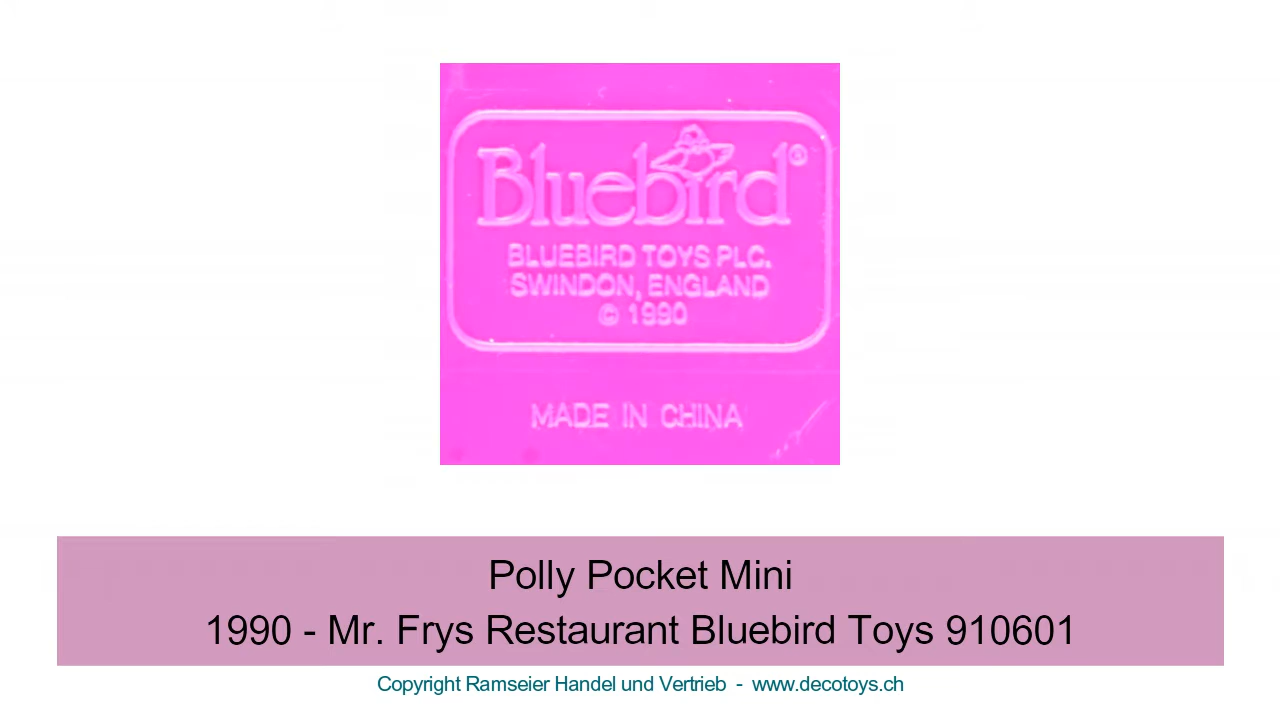 Bluebird®
BLUEBIRD TOYS PLC.
SWINDON, ENGLAND
© 1990
MADE IN CHINA
Polly Pocket Mini
1990 - Mr. Frys Restaurant Bluebird Toys 910601
Copyright Ramseier Handel und Vertrieb - www.decotoys.ch